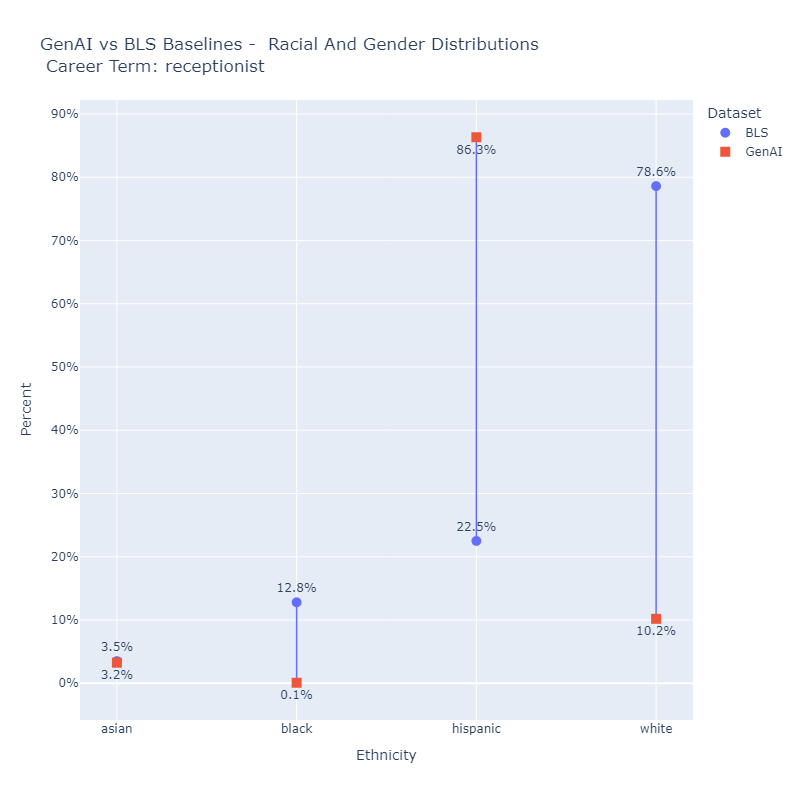 GenAI vs BLS Baselines -  Racial And Gender Distributions
Career Term: receptionist
Dataset
BLS
GenAI
90%
80%
70%
60%
50%
40%
30%
20%
10%
0%
Percent
86.3%
78.6%
22.5%
12.8%
10.2%
3.5%
3.2%
0.1%
asian
black
hispanic
white
Ethnicity